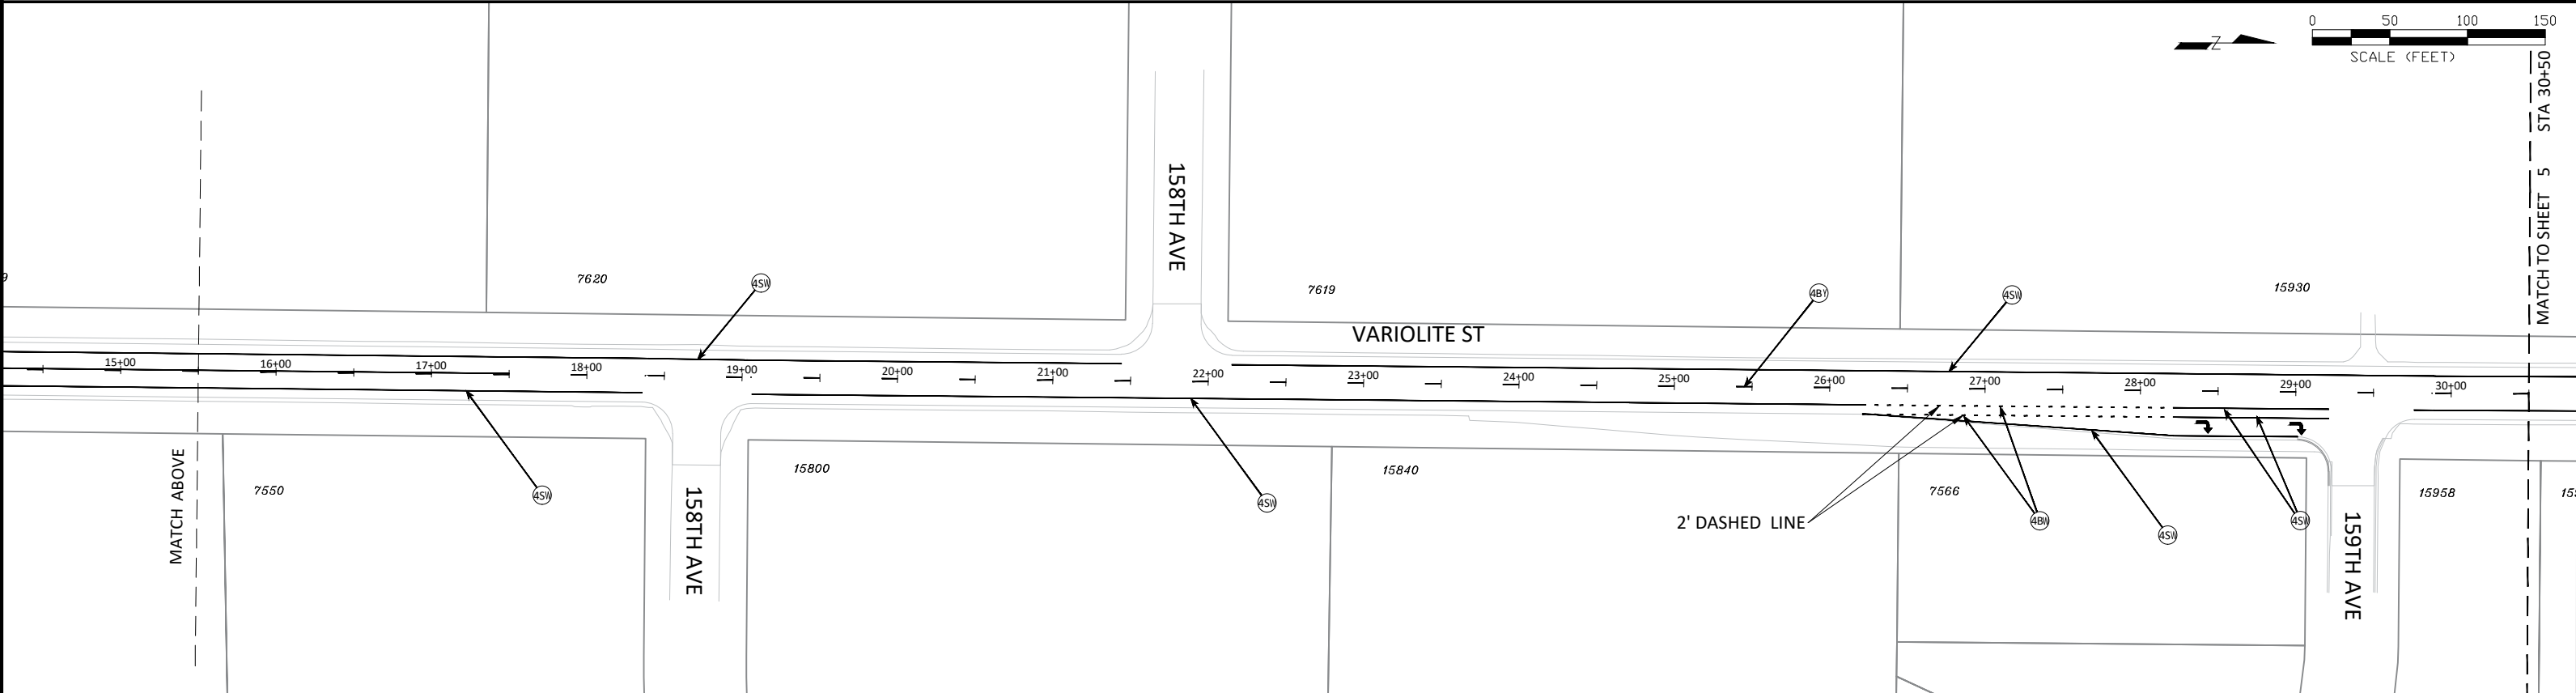 0 50 100 150
Z
SCALE (FEET)
MATCH TO SHEET 5 STA 30+50
158TH AVE
9
7620
4SW
7619
4BY
4SW
15930
VARIOLITE ST
15+00 16+00 17+00 18+00 19+00 20+00 21+00 22+00 23+00 24+00 25+00 26+00 27+00 28+00 29+00 30+00
MATCH ABOVE
7550
4SW
158TH AVE
15800
4SW
15840
2' DASHED LINE
7566
4BW
4SW
4SW
159TH AVE
15958